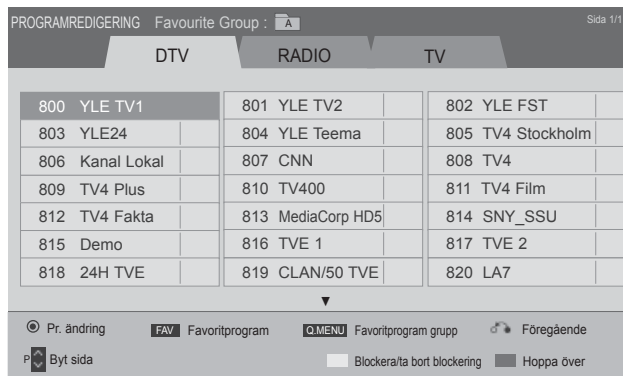 PROGRAMREDIGERING Favourite Group : A Sida 1/1
DTV RADIO TV
800 YLE TV1 801 YLE TV2 802 YLE FST
803 YLE24 804 YLE Teema 805 TV4 Stockholm
806 Kanal Lokal 807 CNN 808 TV4
809 TV4 Plus 810 TV400 811 TV4 Film
812 TV4 Fakta 813 MediaCorp HD5 814 SNY_SSU
815 Demo 816 TVE 1 817 TVE 2
818 24H TVE 819 CLAN/50 TVE 820 LA7
Pr. ändring FAV Favoritprogram Q.MENU Favoritprogram grupp Föregående
P Byt sida Blockera/ta bort blockering Hoppa över